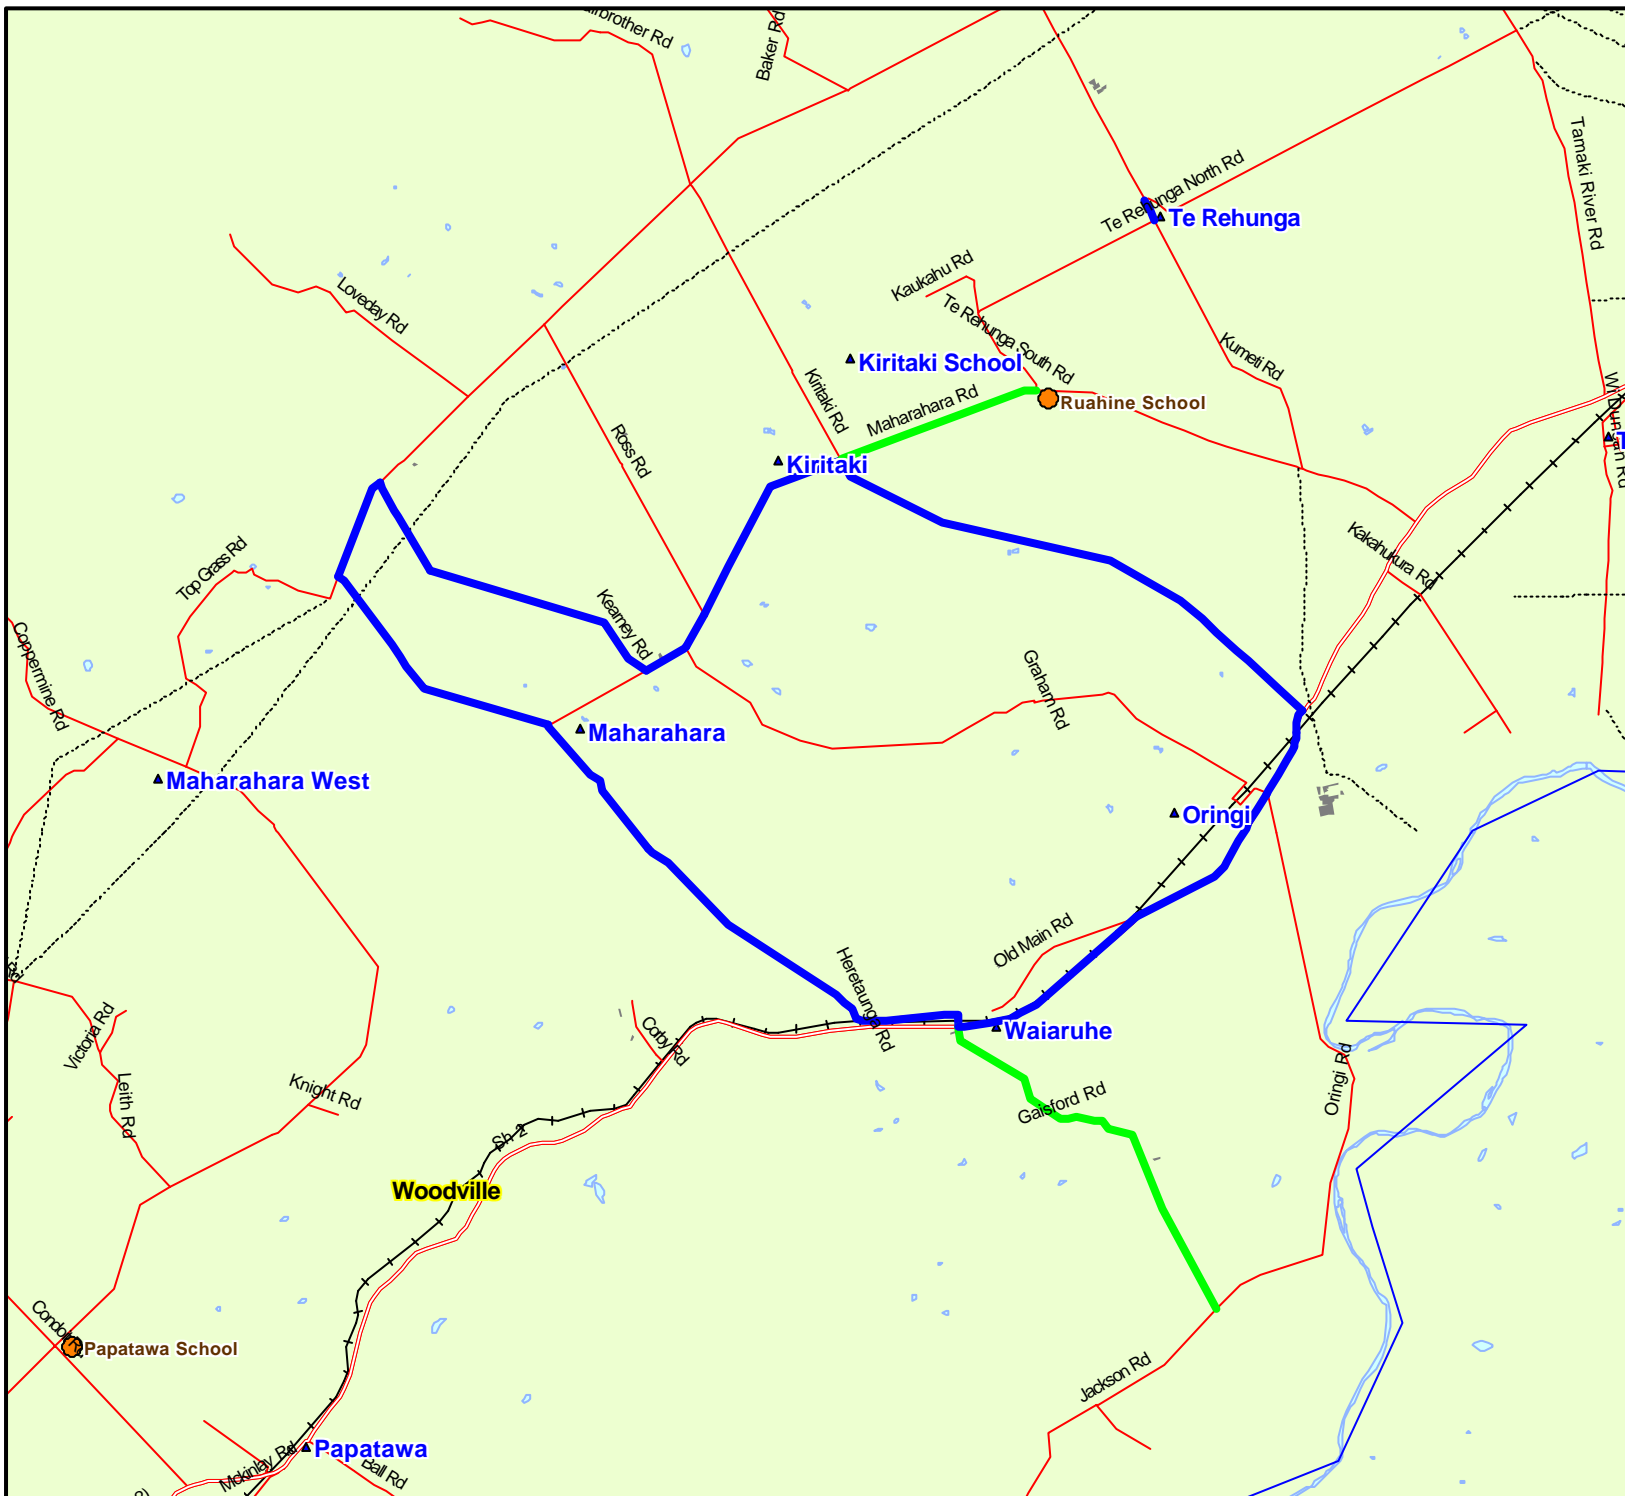 Baker Rd
Tamaki River Rd
Te Rehunga North Rd
Te Rehunga
Kaukahu Rd
Loveday Rd
Te Rehunga South Rd
Kumeti Rd
Kiritaki School
Kiritaki Rd
Maharahara Rd
Ruahine School
Ross Rd
Kiritaki
Kakahukura Rd
Top Grass Rd
Kearney Rd
Coppermine Rd
Graham Rd
Maharahara
Maharahara West
Oringi
Old Main Rd
Heretaunga Rd
Waiaruhe
Victoria Rd
Coby Rd
Leith Rd
Knight Rd
Gaisford Rd
Oringi Rd
Sh 2
Woodville
Papatawa School
Jackson Rd
Papatawa
Mckinlay Rd
Ball Rd